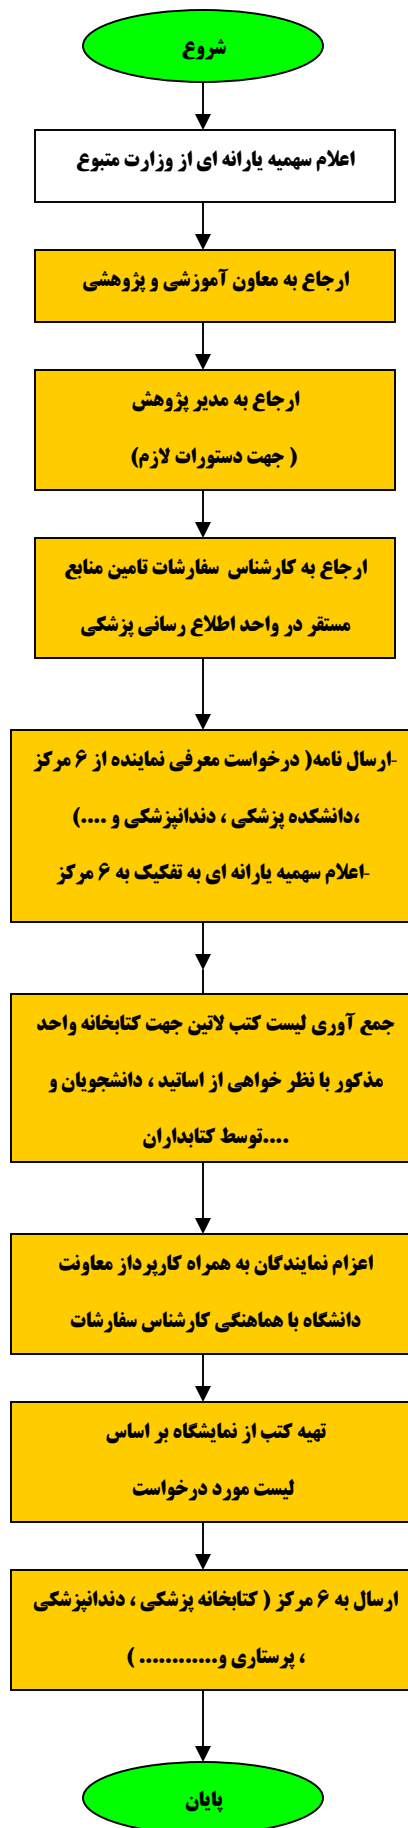 شروع
اعلام سهمیه یارانه ای از وزارت متبوع
ارجاع به معاون آموزشی و پژوهشی
ارجاع به مدیر پژوهش
( جهت دستورات لازم)
ارجاع به کارشناس سفارشات تامین منابع
مستقر در واحد اطلاع رسانی پزشکی
-ارسال نامه( درخواست معرفی نماینده از ۶ مرکز
،دانشکده پزشکی ، دندانپزشکی و ....)
-اعلام سهمیه یارانه ای به تفکیک به ۶ مرکز
جمع آوری لیست کتب لاتین جهت کتابخانه واحد
مذکور با نظر خواهی از اساتید ، دانشجویان و
....توسط کتابداران
اعزام نمایندگان به همراه کارپرداز معاونت
دانشگاه با هماهنگی کارشناس سفارشات
تهیه کتب از نمایشگاه بر اساس
لیست مورد درخواست
ارسال به ۶ مرکز ( کتابخانه پزشکی ، دندانپزشکی
، پرستاری و............ )
پایان